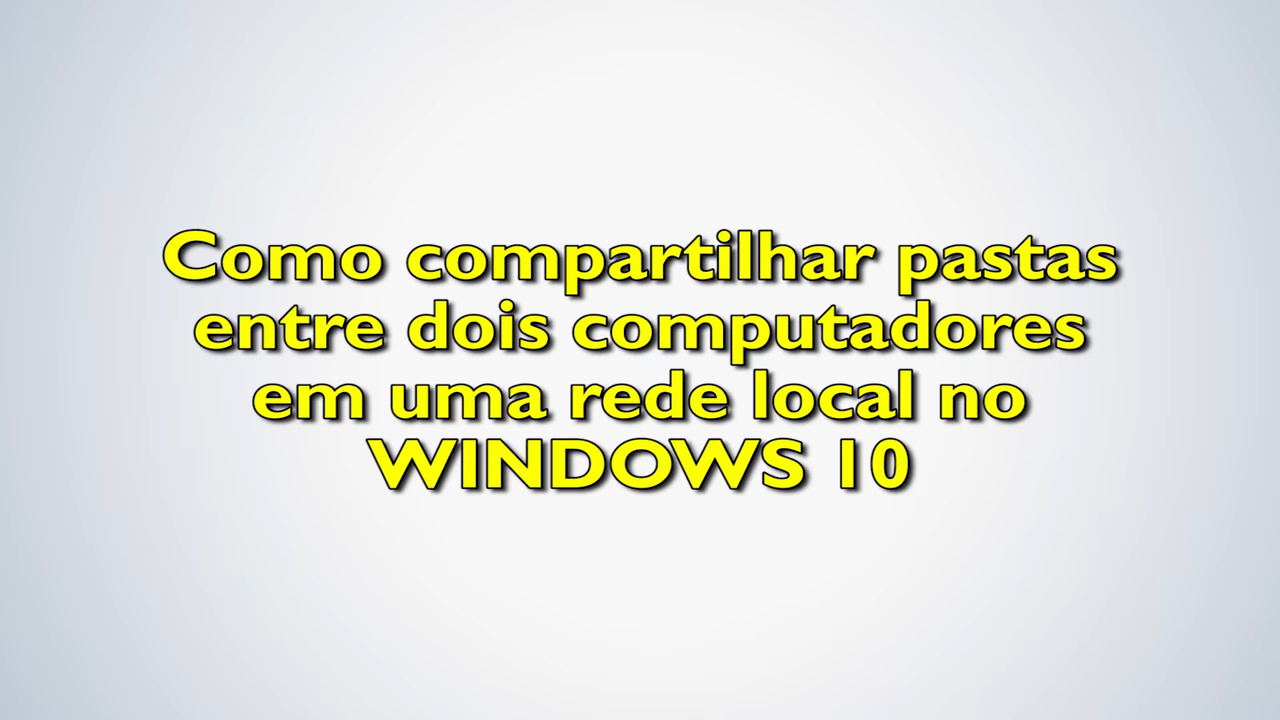 Como compartilhar pastas
entre dois computadores
em uma rede local no
WINDOWS 10